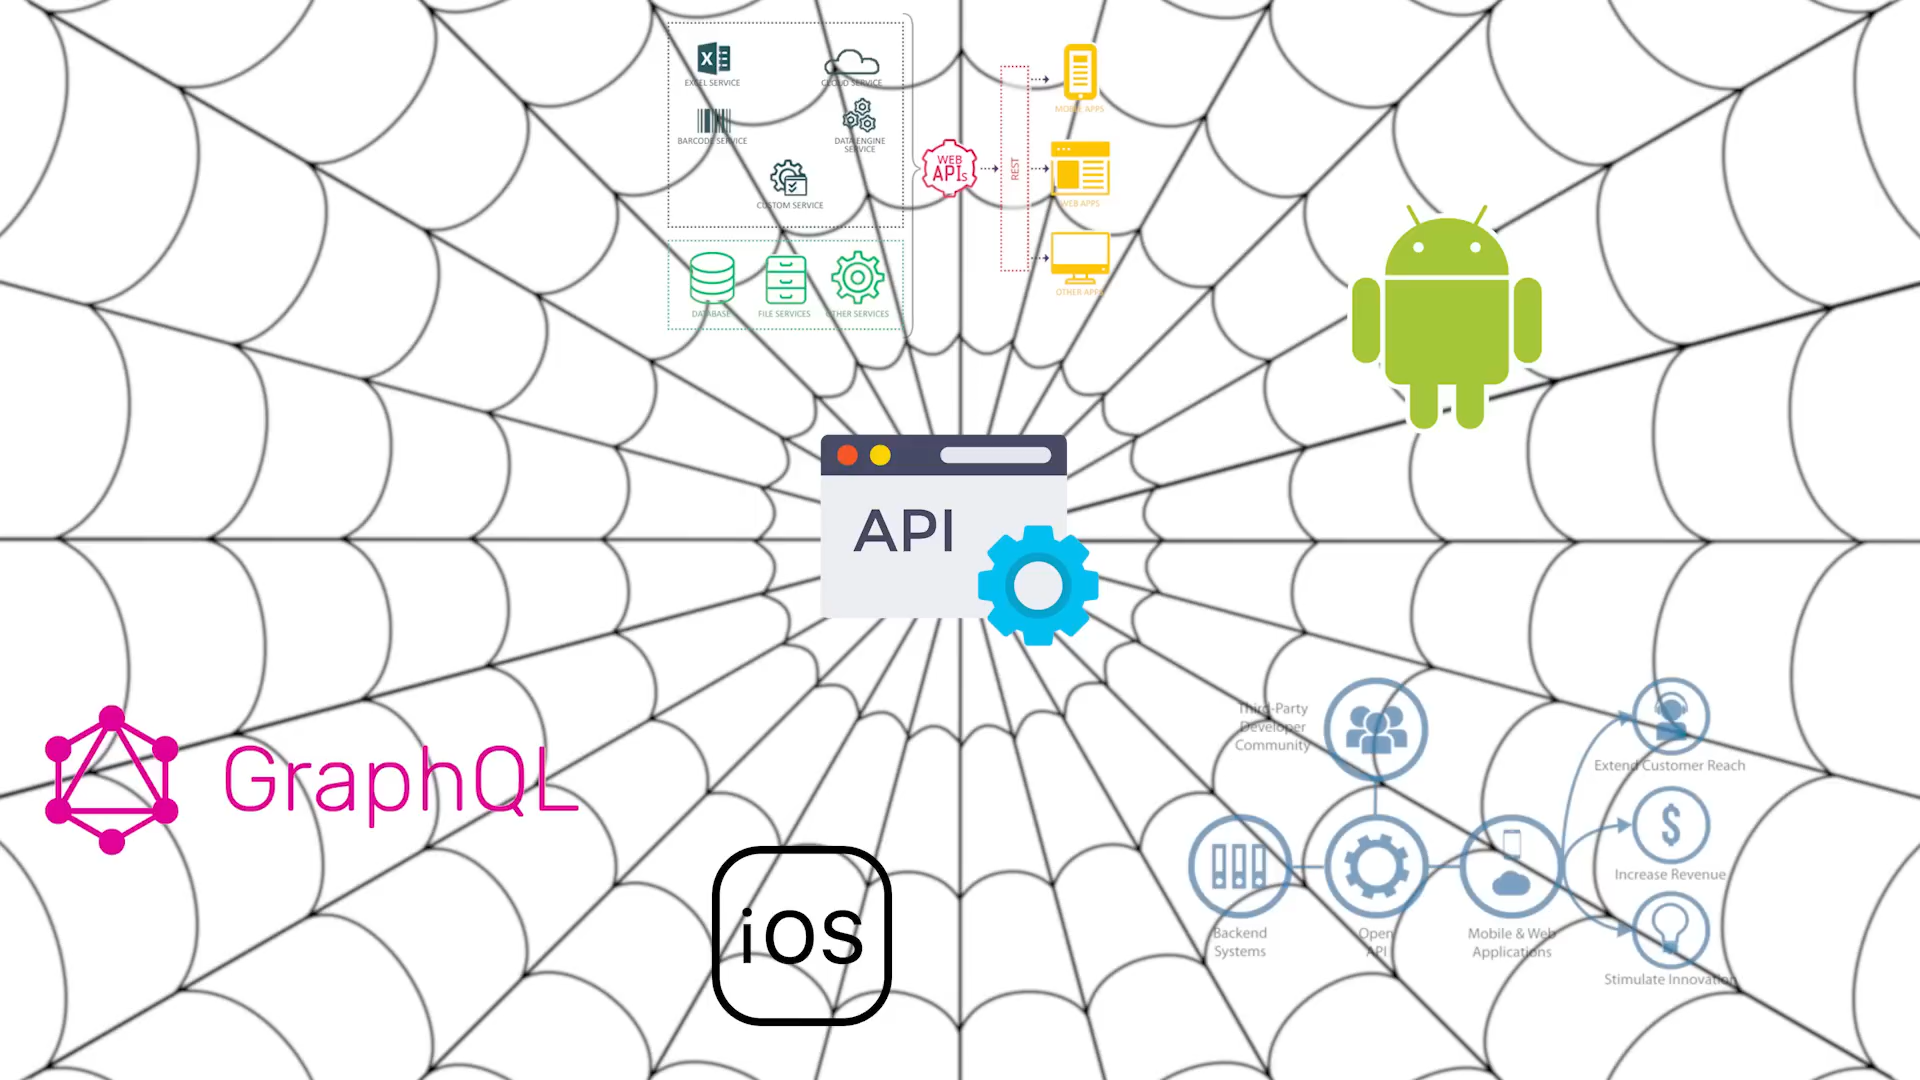 EXCEL SERVICE
CLOUD SERVICE
BARCODE SERVICE
DATA ENGINE
SERVICE
CUSTOM SERVICE
DATABASE
FILE SERVICES
OTHER SERVICES
WEB
APIs
REST
MOBILE APPS
WEB APPS
OTHER APPS
API
GraphQL
iOS
Third-Party
Developer
Community
Backend
Systems
Open
API
Mobile & Web
Applications
Extend Customer Reach
$
Increase Revenue
Stimulate Innovation